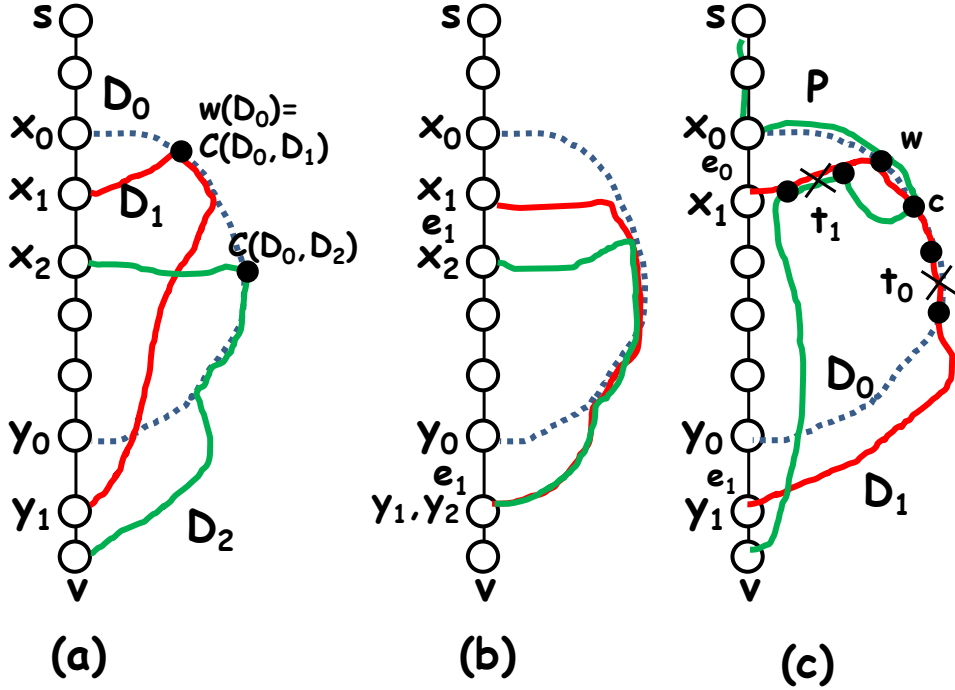 s
D₀
w(D₀)=
C(D₀,D₁)
x₀
x₁
D₁
x₂
C(D₀,D₂)
y₀
y₁
D₂
v
(a)
s
x₀
x₁
e₁
x₂
y₀
e₁
y₁,y₂
v
(b)
s
P
x₀
w
e₀
x₁
c
t₁
t₀
D₀
y₀
e₁
y₁
D₁
v
(c)